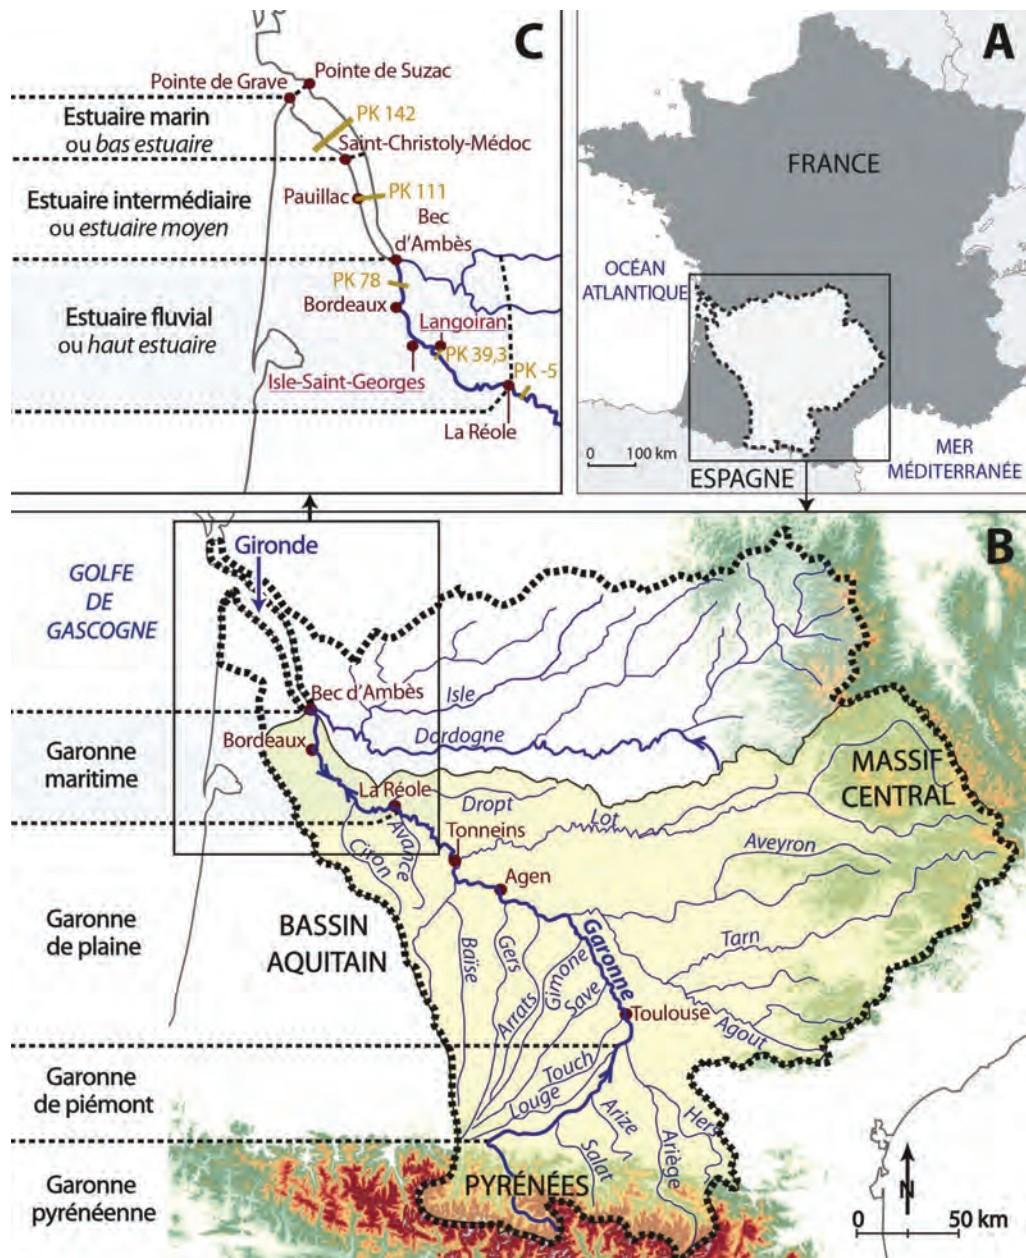 C
Pointe de Grave
Pointe de Suzac
Estuaire marin
ou bas estuaire
PK 142
Saint-Christoly-Médoc
Estuaire intermédiaire
ou estuaire moyen
Pauillac
PK 111
Bec
d'Ambès
PK 78
Bordeaux
Estuaire fluvial
ou haut estuaire
Langoiran
PK 39,3
PK -5
Isle-Saint-Georges
La Réole
A
FRANCE
OCÉAN
ATLANTIQUE
MER
MÉDITERRANÉE
0 100 km
ESPAGNE
B
Gironde
GOLFE
DE
GASCOGNE
Bec d'Ambès
Isle
Bordeaux
Dordogne
Garonne
maritime
La Réole
Dropt
MASSIF
CENTRAL
Lot
Avance
Ciron
Tonneins
Aveyron
Agen
Garonne
de plaine
BASSIN
AQUITAIN
Baïse
Gers
Arrats
Gimone
Save
Garonne
Tarn
Toulouse
Agout
Garonne
de piémont
Touch
Louge
Arize
Salat
Ariège
Hers
Garonne
pyrénéenne
PYRÉNÉES
N
0 50 km